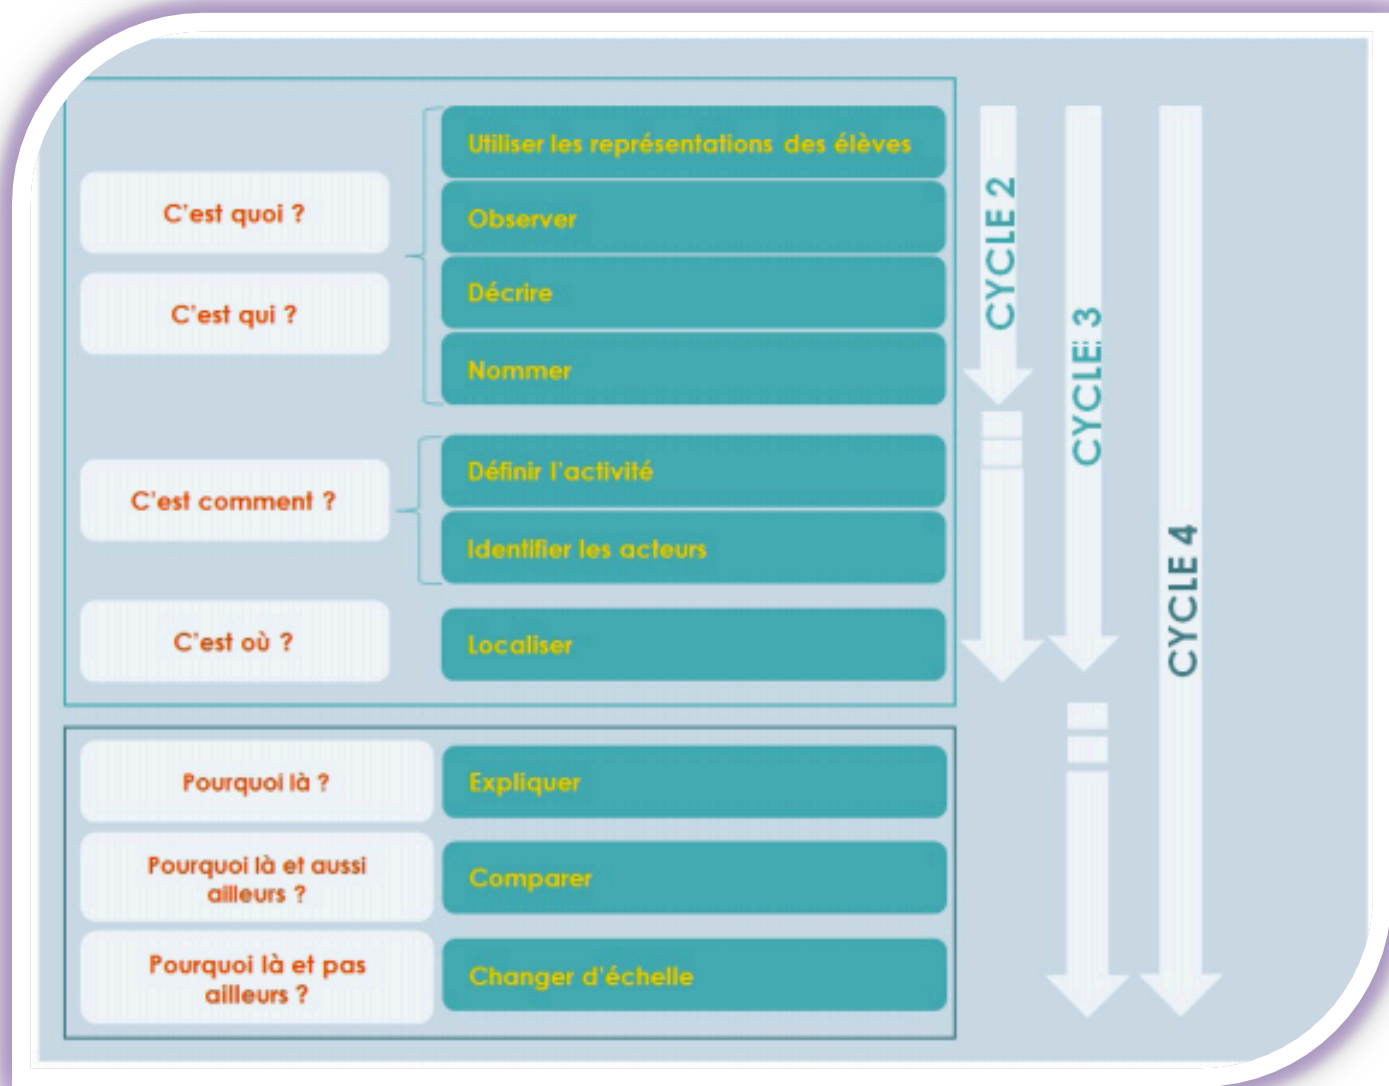 C'est quoi ?
C'est qui ?
Utiliser les représentations des élèves
Observer
Décrire
Nommer
C'est comment ?
Définir l'activité
Identifier les acteurs
C'est où ?
Localiser
Pourquoi là ?
Expliquer
Pourquoi là et aussi
ailleurs ?
Comparer
Pourquoi là et pas
ailleurs ?
Changer d'échelle
CYCLE 2
CYCLE 3
CYCLE 4